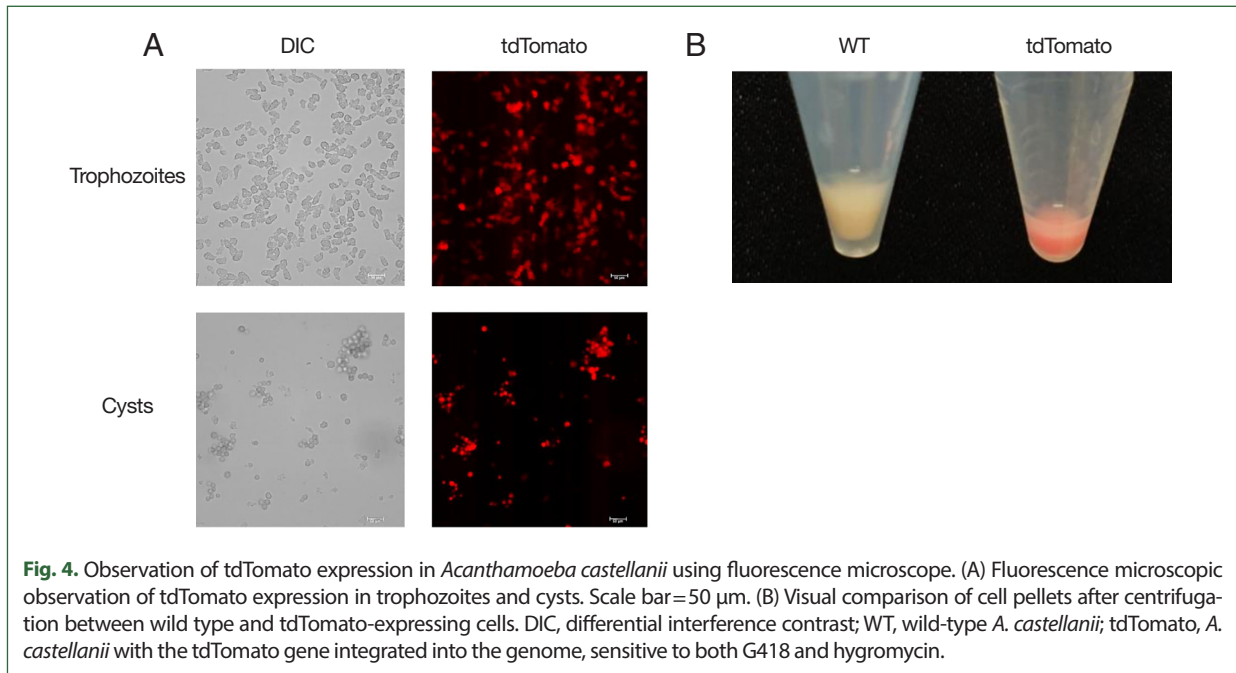 A
DIC
tdTomato
B
WT
tdTomato
Trophozoites
Cysts
Fig. 4. Observation of tdTomato expression in Acanthamoeba castellanii using fluorescence microscope. (A) Fluorescence microscopic
observation of tdTomato expression in trophozoites and cysts. Scale bar=50 μm. (B) Visual comparison of cell pellets after centrifuga-
tion between wild type and tdTomato-expressing cells. DIC, differential interference contrast; WT, wild-type A. castellanii; tdTomato, A.
castellanii with the tdTomato gene integrated into the genome, sensitive to both G418 and hygromycin.